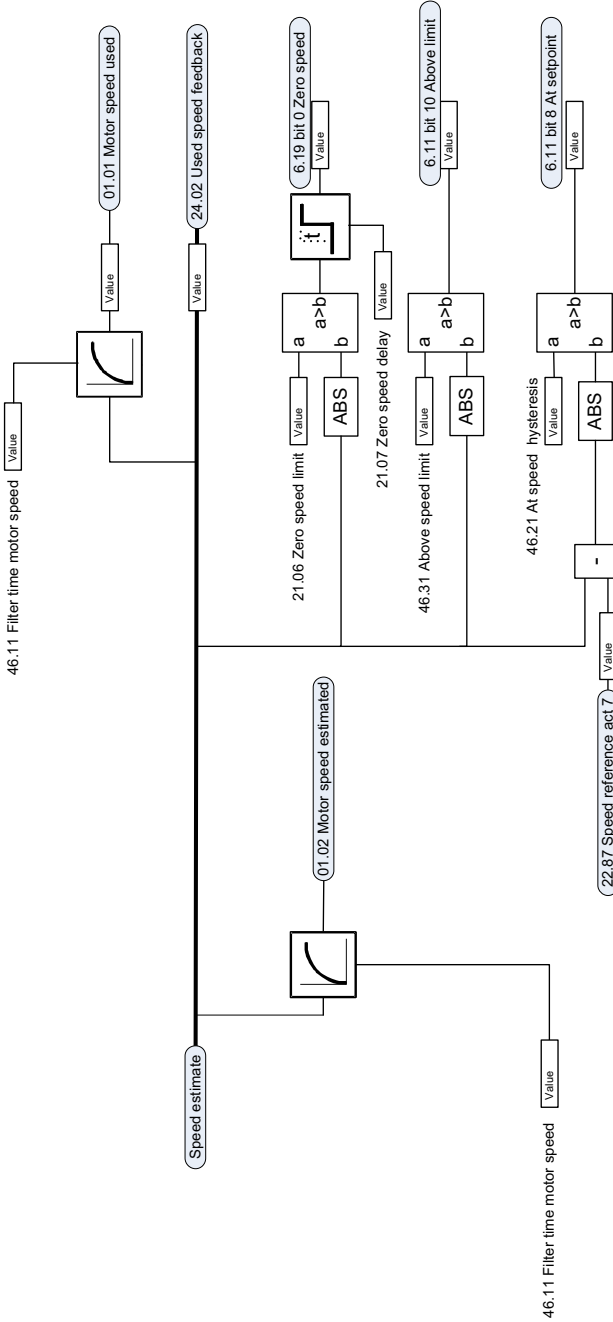 46.11 Filter time motor speed
Value
Value
01.01 Motor speed used
Speed estimate
Value
24.02 Used speed feedback
01.02 Motor speed estimated
46.11 Filter time motor speed
Value
21.06 Zero speed limit
Value
a
a>b
b
ABS
t
6.19 bit 0 Zero speed
Value
21.07 Zero speed delay
Value
46.31 Above speed limit
Value
a
a>b
b
ABS
6.11 bit 10 Above limit
Value
46.21 At speed hysteresis
Value
a
a>b
b
ABS
6.11 bit 8 At setpoint
Value
-
22.87 Speed reference act 7
Value